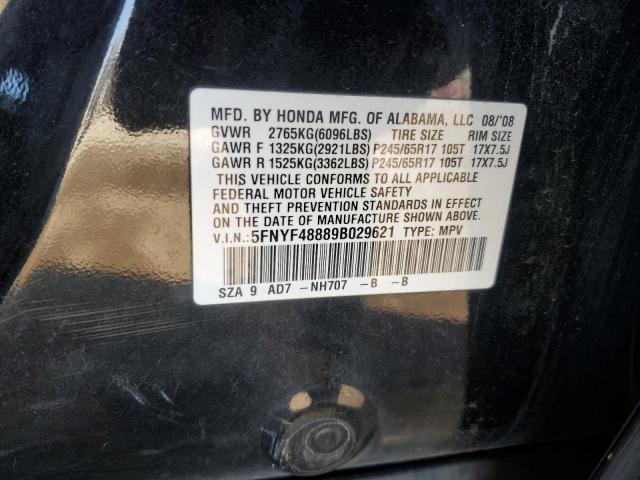 MFD. BY HONDA MFG. OF ALABAMA, LLC 08/'08
GVWR 2765KG(6096LBS) TIRE SIZE RIM SIZE
GAWR F 1325KG(2921LBS) P245/65R17 105T 17X7.5J
GAWR R 1525KG(3362LBS) P245/65R17 105T 17X7.5J
THIS VEHICLE CONFORMS TO ALL APPLICABLE
FEDERAL MOTOR VEHICLE SAFETY
AND THEFT PREVENTION STANDARDS IN EFFECT
ON THE DATE OF MANUFACTURE SHOWN ABOVE.
V.I.N.: 5FNYF48889B029621 TYPE: MPV
SZA 9 AD7 -NH707 -B -B